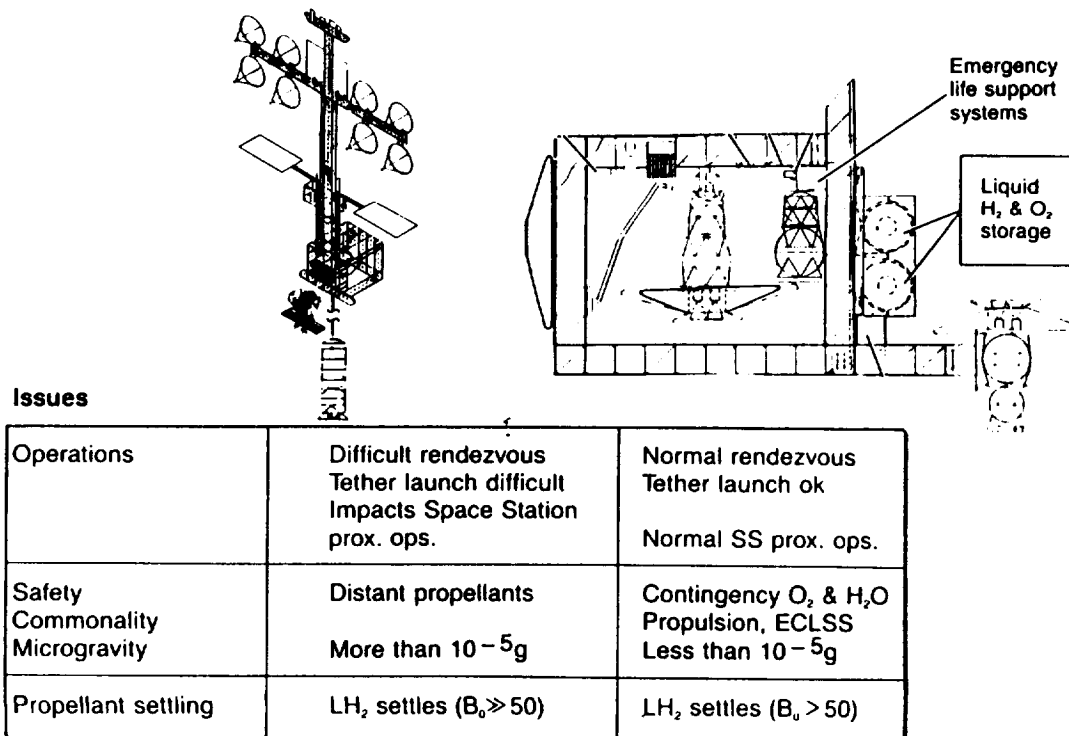 Emergency
life support
systems
Liquid
H₂ & O₂
storage
Issues
Operations
Difficult rendezvous
Tether launch difficult
Impacts Space Station
prox. ops.
Normal rendezvous
Tether launch ok
Normal SS prox. ops.
Safety
Commonality
Microgravity
Distant propellants
More than 10⁻⁵g
Contingency O₂ & H₂O
Propulsion, ECLSS
Less than 10⁻⁵g
Propellant settling
LH₂ settles (B₀≫50)
LH₂ settles (Bᵤ >50)